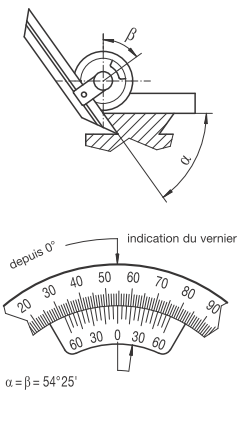 β
α
depuis 0°
indication du vernier
20 30 40 50 60 70 80 90
60 30 0 30 60
α = β = 54°25'